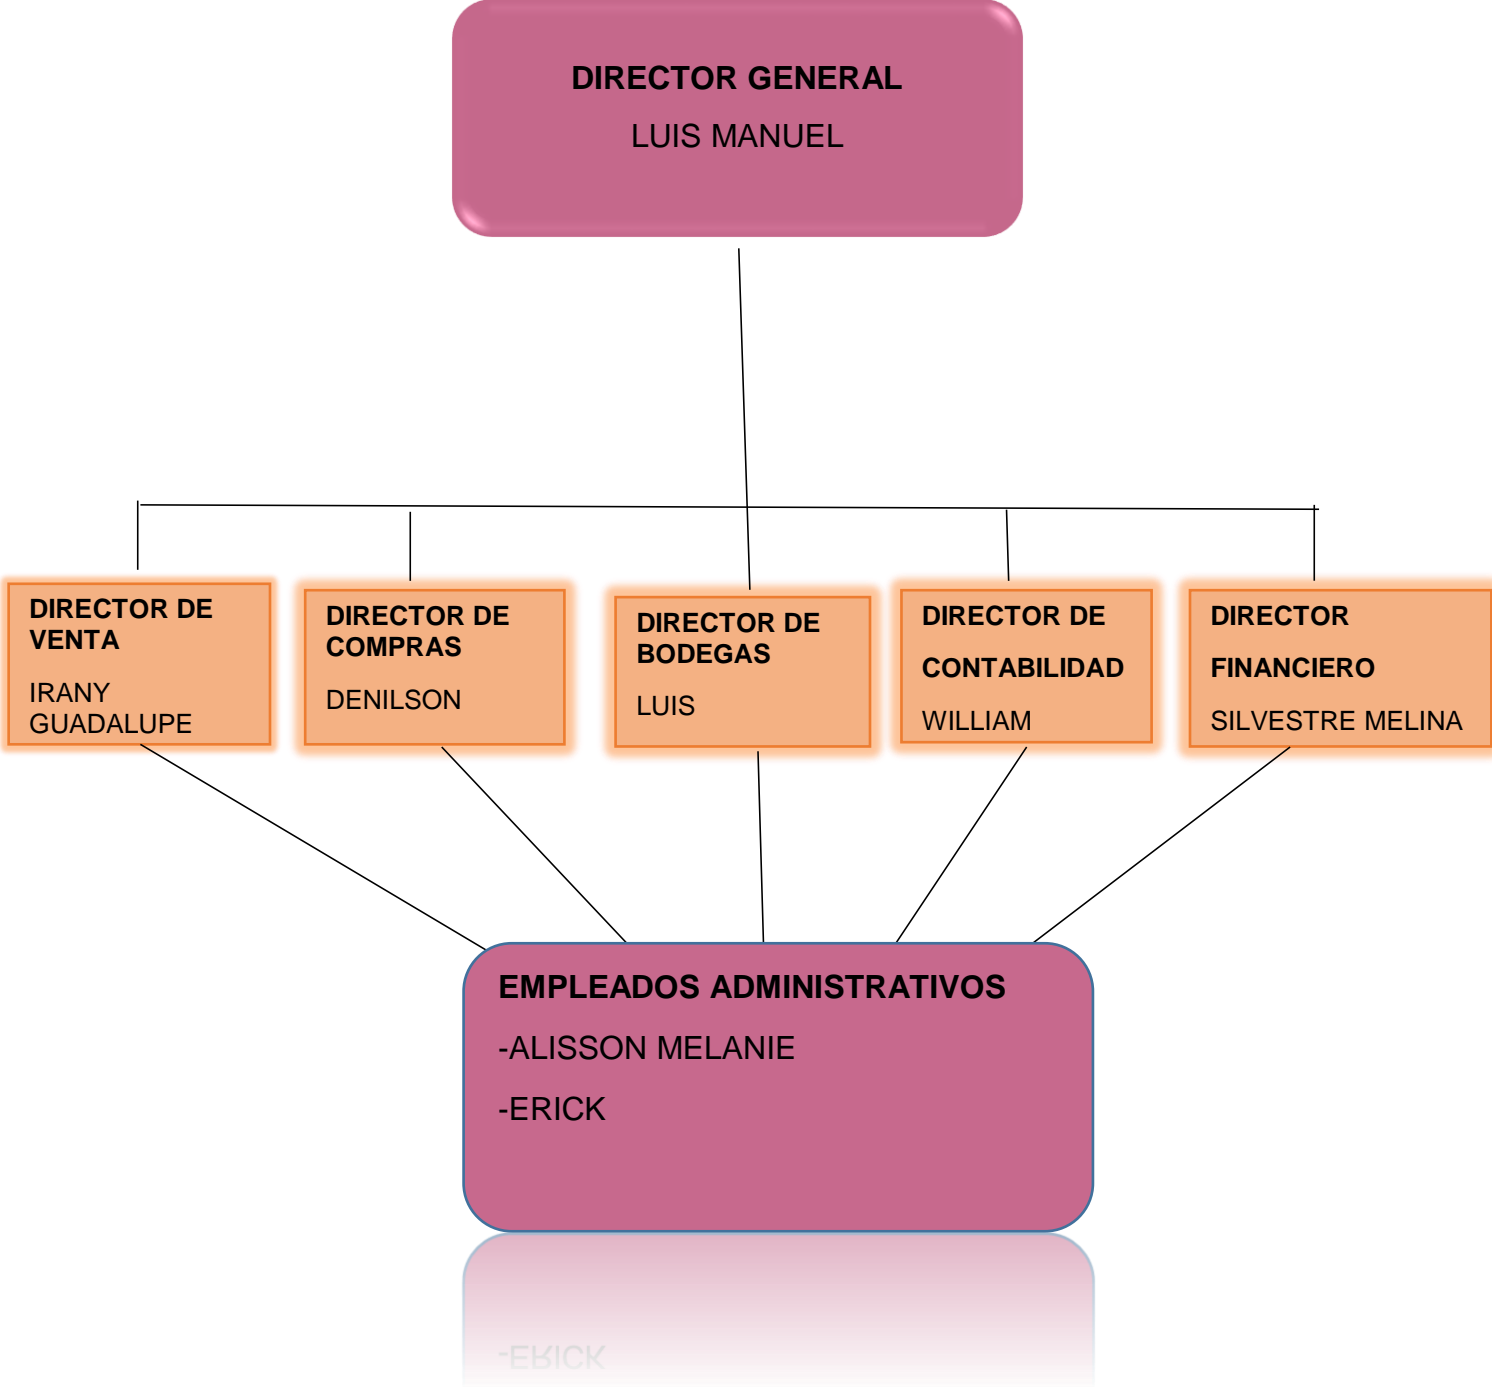 DIRECTOR GENERAL
LUIS MANUEL
DIRECTOR DE
VENTA
IRANY
GUADALUPE
DIRECTOR DE
COMPRAS
DENILSON
DIRECTOR DE
BODEGAS
LUIS
DIRECTOR DE
CONTABILIDAD
WILLIAM
DIRECTOR
FINANCIERO
SILVESTRE MELINA
EMPLEADOS ADMINISTRATIVOS
-ALISSON MELANIE
-ERICK